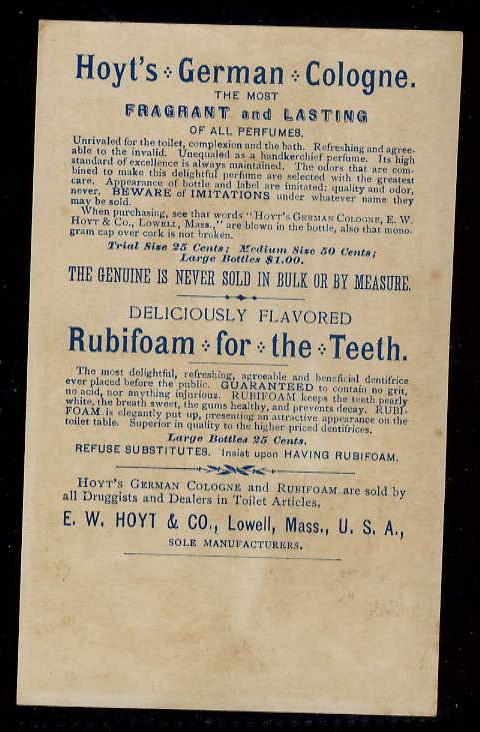 Hoyt's German Cologne.
THE MOST
FRAGRANT and LASTING
OF ALL PERFUMES.
Unrivaled for the toilet, complexion and the bath. Refreshing and agree-
able to the invalid. Unequaled as a handkerchief perfume. Its high
standard of excellence is always maintained. The odors that are com-
bined to make this delightful perfume are selected with the greatest
care. Appearance of bottle and label are imitated; quality and odor,
never. BEWARE of IMITATIONS under whatever name they
may be sold.
When purchasing, see that words "HOYT'S GERMAN COLOGNE, E. W.
HOYT & CO., LOWELL, MASS.," are blown in the bottle, also that mono-
gram cap over cork is not broken.
Trial Size 25 Cents; Medium Size 50 Cents;
Large Bottles $1.00.
THE GENUINE IS NEVER SOLD IN BULK OR BY MEASURE.
DELICIOUSLY FLAVORED
Rubifoam for the Teeth.
The most delightful, refreshing, agreeable and beneficial dentifrice
ever placed before the public. GUARANTEED to contain no grit,
no acid, nor anything injurious. RUBIFOAM keeps the teeth pearly
white, the breath sweet, the gums healthy, and prevents decay. RUBI-
FOAM is elegantly put up, presenting an attractive appearance on the
toilet table. Superior in quality to the higher-priced dentifrices.
Large Bottles 25 Cents.
REFUSE SUBSTITUTES. Insist upon HAVING RUBIFOAM.
HOYT'S GERMAN COLOGNE and RUBIFOAM are sold by
all Druggists and Dealers in Toilet Articles.
E. W. HOYT & CO., Lowell, Mass., U. S. A.,
SOLE MANUFACTURERS.